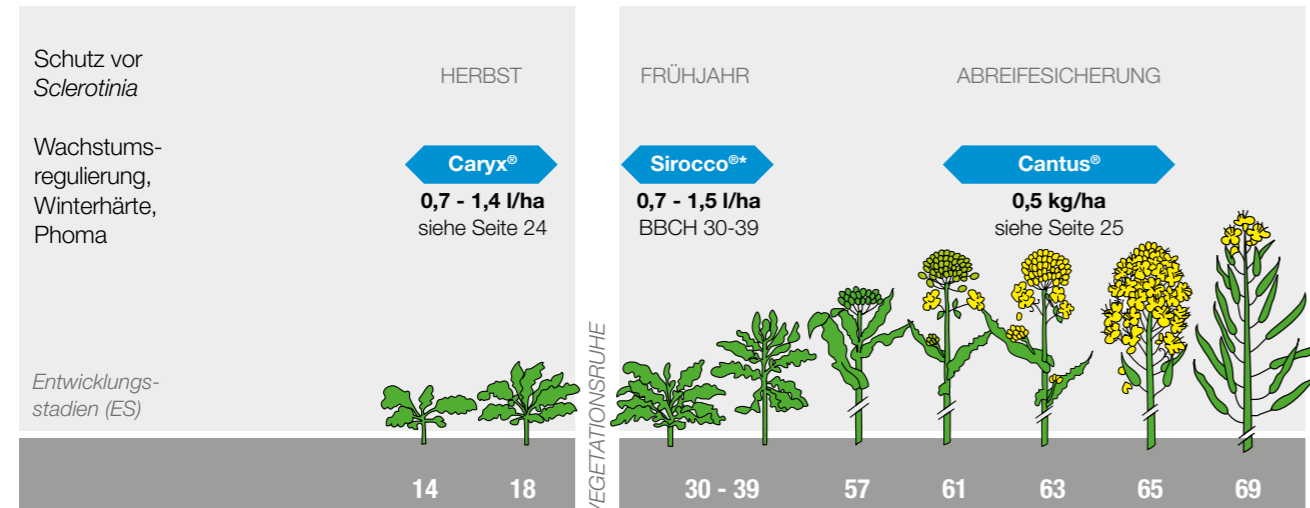 Schutz vor
Sclerotinia
HERBST
FRÜHJAHR
ABREIFESICHERUNG
Wachstums-
regulierung,
Winterhärte,
Phoma
Caryx®
0,7 - 1,4 l/ha
siehe Seite 24
Sirocco®*
0,7 - 1,5 l/ha
BBCH 30-39
Cantus®
0,5 kg/ha
siehe Seite 25
Entwicklungs-
stadien (ES)
VEGETATIONSRUHE
14 18 30 - 39 57 61 63 65 69